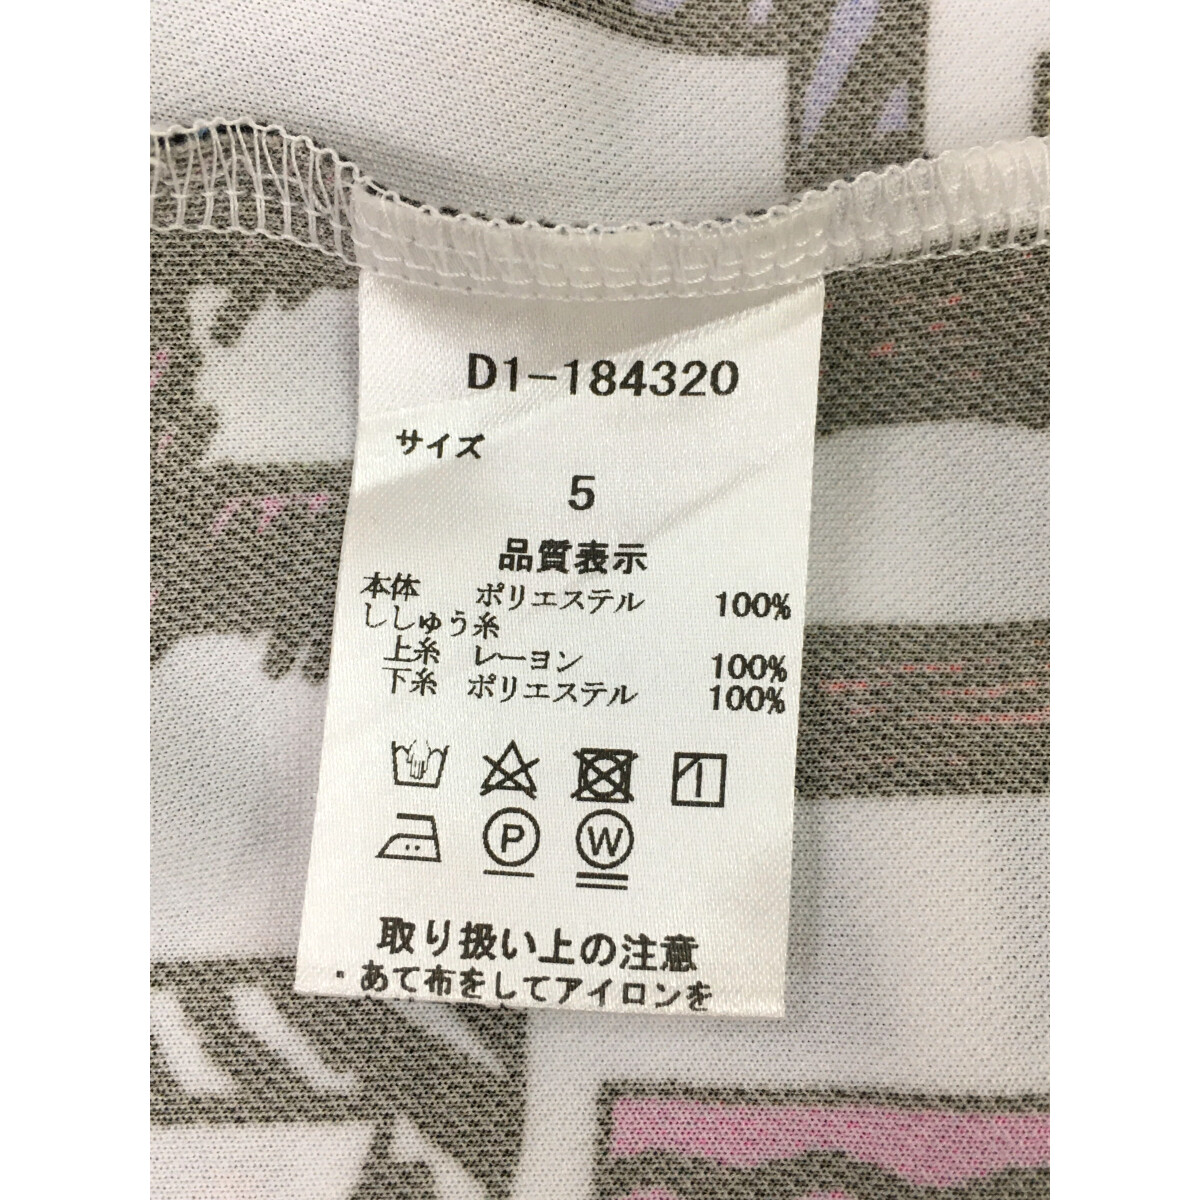 D1-184320
サイズ
5
品質表示
本体 ポリエステル 100%
ししゅう糸
上糸 レーヨン 100%
下糸 ポリエステル 100%
P W
取り扱い上の注意
・あて布をしてアイロンを